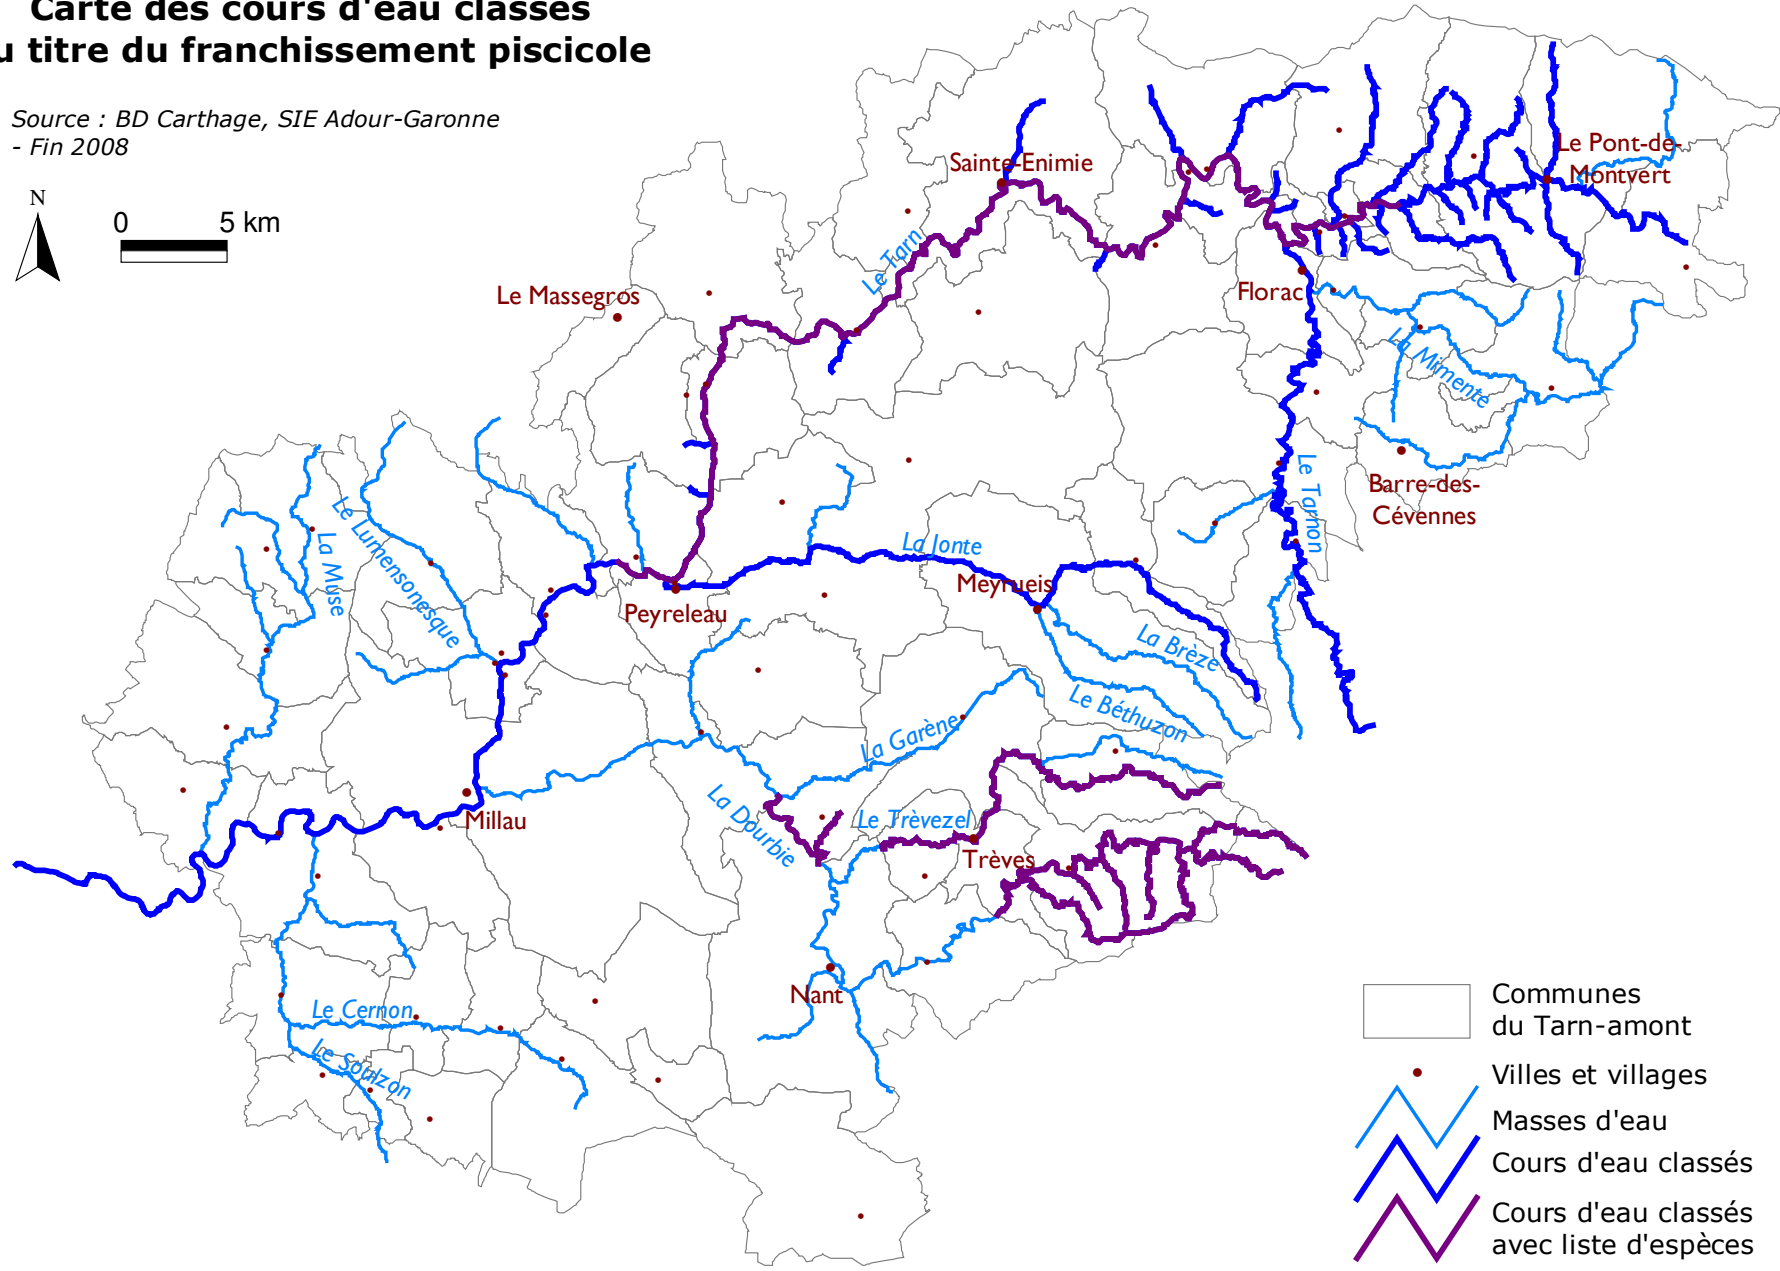 Carte des cours d'eau classés
u titre du franchissement piscicole
Source : BD Carthage, SIE Adour-Garonne
- Fin 2008
N
0 5 km
Sainte-Enimie
Le Pont-de-
Montvert
Le Tarn
Le Massegros
Florac
La Mimente
Barre-des-
Cévennes
Le Tarnon
Le Lumensonesque
La Muse
La Jonte
Meyrueis
Peyreleau
La Brèze
Le Béthuzon
La Garène
La Dourbie
Le Trèvezel
Trèves
Millau
Nant
Le Cernon
Le Soulzon
Communes
du Tarn-amont
Villes et villages
Masses d'eau
Cours d'eau classés
Cours d'eau classés
avec liste d'espèces